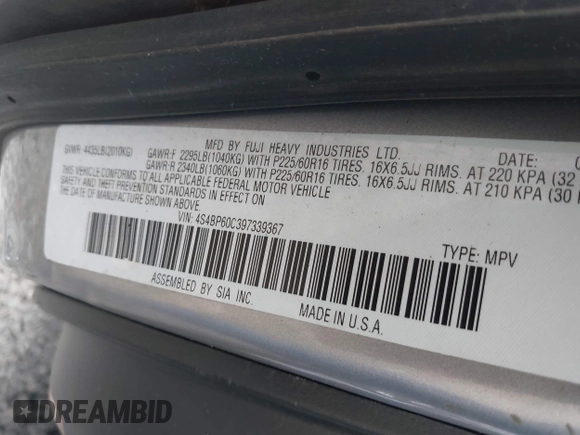 MFD BY FUJI HEAVY INDUSTRIES LTD. DATE:
GVWR: 4435LB(2010KG) GAWR:F 2295LB(1040KG) WITH P225/60R16 TIRES. 16X6.5JJ RIMS. AT 220 KPA (32
GAWR:R 2340LB(1060KG) WITH P225/60R16 TIRES. 16X6.5JJ RIMS. AT 210 KPA (30
THIS VEHICLE CONFORMS TO ALL APPLICABLE FEDERAL MOTOR VEHICLE
SAFETY AND THEFT PREVENTION STANDARDS IN EFFECT ON THE
DATE OF MANUFACTURE SHOWN ABOVE.
VIN: 4S4BP60C397339367
TYPE: MPV
ASSEMBLED BY SIA INC.
MADE IN U.S.A.
DREAMBID